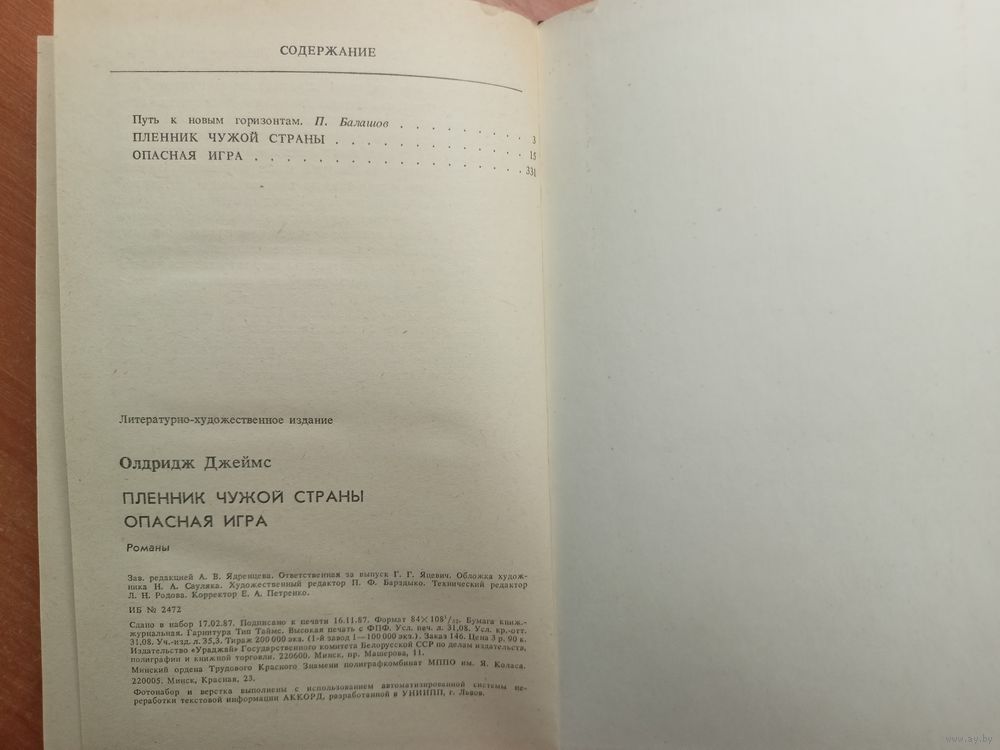 СОДЕРЖАНИЕ
Путь к новым горизонтам. П. Балашов . . . . . . . . 3
ПЛЕННИК ЧУЖОЙ СТРАНЫ . . . . . . . . . . . . 15
ОПАСНАЯ ИГРА . . . . . . . . . . . . . . . . 331
Литературно-художественное издание
Олдридж Джеймс
ПЛЕННИК ЧУЖОЙ СТРАНЫ
ОПАСНАЯ ИГРА
Романы
Зав. редакцией А. В. Ядренцева. Ответственная за выпуск Г. Г. Яцевич. Обложка худож-
ника Н. А. Сауляка. Художественный редактор П. Ф. Барздыко. Технический редактор
Л. Н. Родова. Корректор Е. А. Петренко.
ИБ № 2472
Сдано в набор 17.02.87. Подписано к печати 16.11.87. Формат 84×108¹/₃₂. Бумага книж.-
журнальная. Гарнитура Тип Таймс. Высокая печать с ФПФ. Усл. печ. л. 31,08. Усл. кр.-отт.
31,08. Уч.-изд. л. 35,3. Тираж 200 000 экз. (1-й завод 1—100 000 экз.). Заказ 146. Цена 3 р. 90 к.
Издательство «Ураджай» Государственного комитета Белорусской ССР по делам издательств,
полиграфии и книжной торговли. 220600. Минск, пр. Машерова, 11.
Минский ордена Трудового Красного Знамени полиграфкомбинат МППО им. Я. Коласа.
220005. Минск, Красная, 23.
Фотонабор и верстка выполнены с использованием автоматизированной системы пе-
реработки текстовой информации АККОРД, разработанной в УНИИПП, г. Львов.
www.ay.by